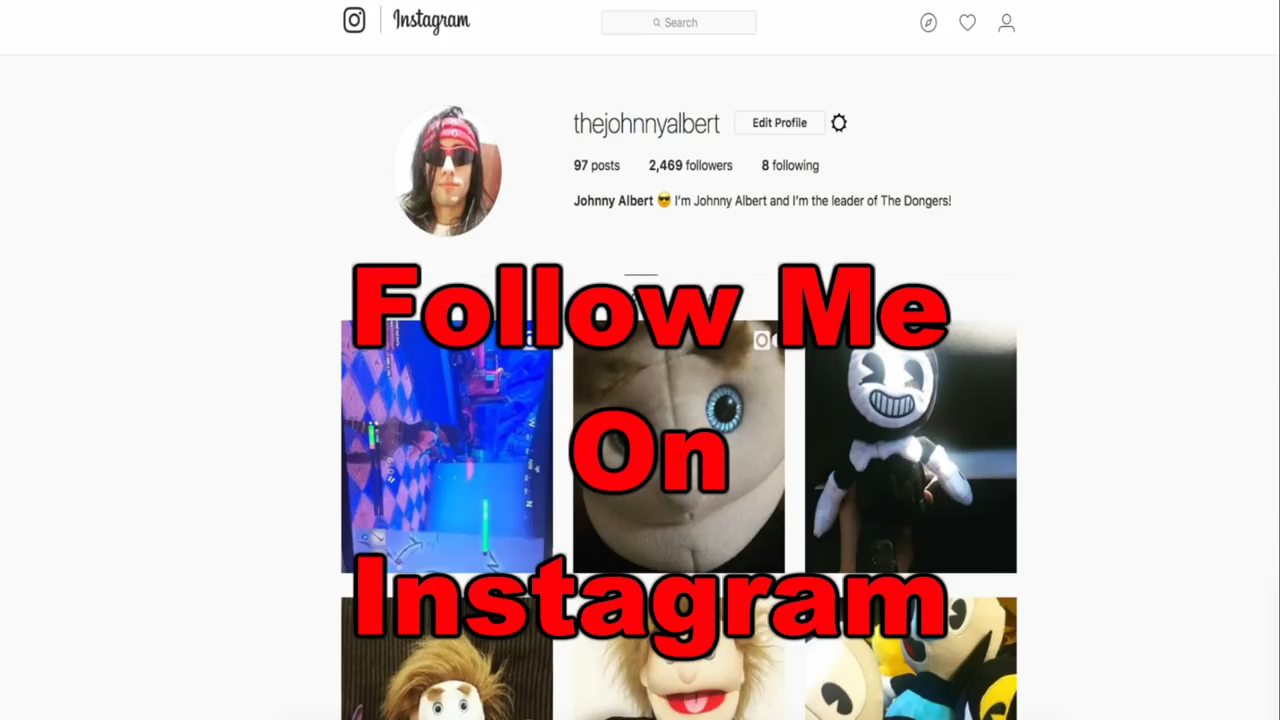 Instagram
Search
thejohnnyalbert Edit Profile
97 posts 2,469 followers 8 following
Johnny Albert 😎 I'm Johnny Albert and I'm the leader of The Dongers!
Follow Me
On
Instagram